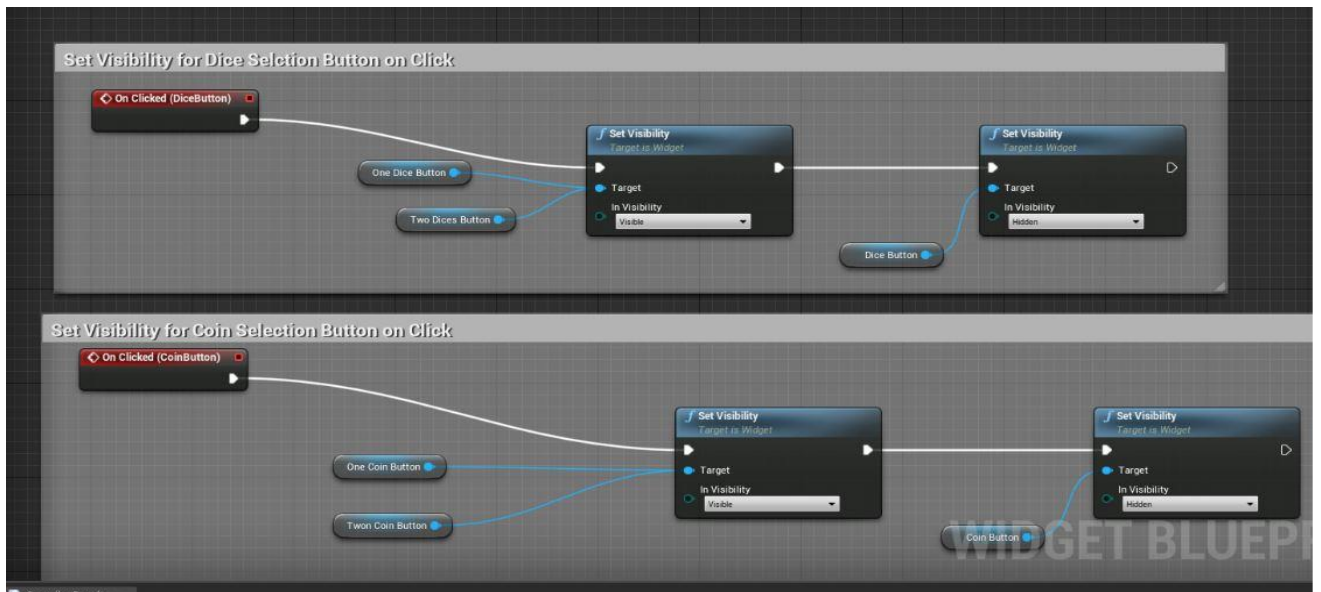 Set Visibility for Dice Selction Button on Click
On Clicked (DiceButton)
Set Visibility
Target is Widget
Set Visibility
Target is Widget
One Dice Button
Target
Target
In Visibility
In Visibility
Two Dices Button
Visible
Hidden
Dice Button
Set Visibility for Coin Selection Button on Click
On Clicked (CoinButton)
Set Visibility
Target is Widget
Set Visibility
Target is Widget
One Coin Button
Target
Target
In Visibility
In Visibility
Visible
Hidden
Twon Coin Button
Coin Button
WIDGET BLUEPR